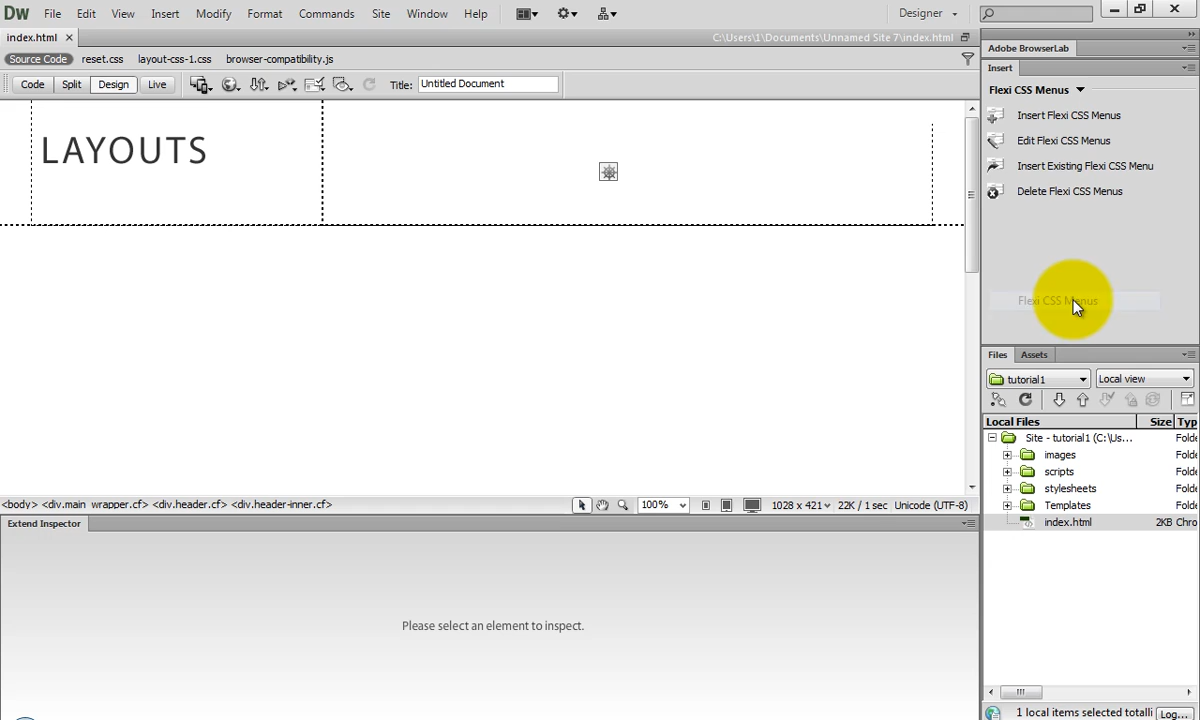 Dw File Edit View Insert Modify Format Commands Site Window Help Designer
index.html × C:\Users\1\Documents\Unnamed Site 7\index.html
Source Code reset.css layout-css-1.css browser-compatibility.js
Code Split Design Live Title: Untitled Document
LAYOUTS
Adobe BrowserLab
Insert
Flexi CSS Menus
Insert Flexi CSS Menus
Edit Flexi CSS Menus
Insert Existing Flexi CSS Menu
Delete Flexi CSS Menus
Flexi CSS Menus
Files Assets
tutorial1 Local view
Local Files Size Typ
Site - tutorial1 (C:\Us... Folde
images Folde
scripts Folde
stylesheets Folde
Templates Folde
index.html 2KB Chro
<body> <div.main_wrapper.cf> <div.header.cf> <div.header-inner.cf> 100% 1028 x 421 22K / 1 sec Unicode (UTF-8)
Extend Inspector
Please select an element to inspect.
1 local items selected totalli Log...